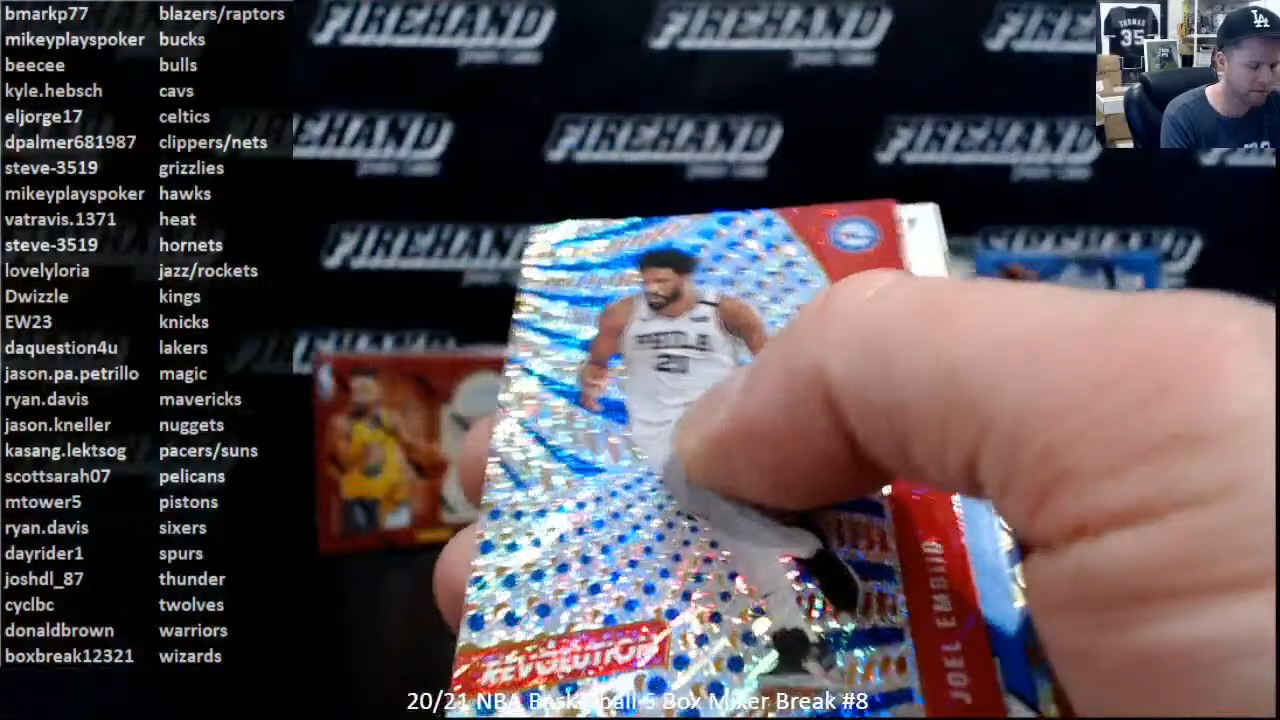 bmarkp77 blazers/raptors
mikeyplayspoker bucks
beecee bulls
kyle.hebsch cavs
eljorge17 celtics
dpalmer681987 clippers/nets
steve-3519 grizzlies
mikeyplayspoker hawks
vatravis.1371 heat
steve-3519 hornets
lovelyloria jazz/rockets
Dwizzle kings
EW23 knicks
daquestion4u lakers
jason.pa.petrillo magic
ryan.davis mavericks
jason.kneller nuggets
kasang.lektsog pacers/suns
scottsarah07 pelicans
mtower5 pistons
ryan.davis sixers
dayrider1 spurs
joshdl_87 thunder
cyclbc twolves
donaldbrown warriors
boxbreak12321 wizards
FIREHAND FIREHAND FIREHAND
FIREHAND FIREHAND FIREHAND
FIREHAND FIREHAND
THOMAS
35
LA
PHILA
REVOLUTION
JOEL EMBIID
20/21 NBA Basketball 5 Box Mixer Break #8